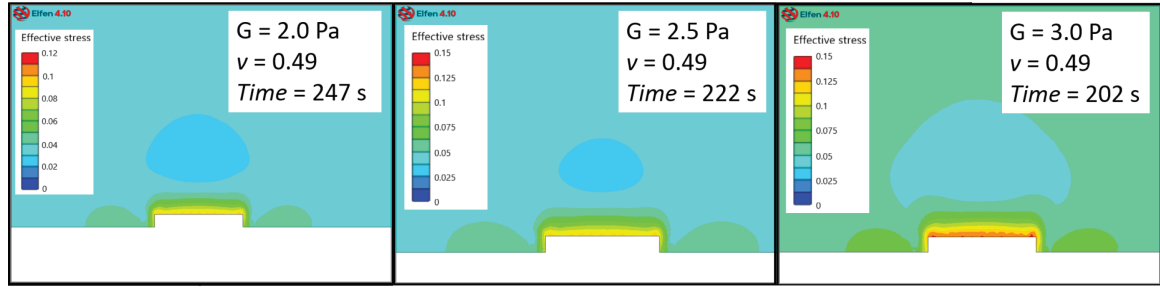 Elfen 4.10
Effective stress
0.12
0.1
0.08
0.06
0.04
0.02
0
G = 2.0 Pa
v = 0.49
Time = 247 s
Elfen 4.10
Effective stress
0.15
0.125
0.1
0.075
0.05
0.025
0
G = 2.5 Pa
v = 0.49
Time = 222 s
Elfen 4.10
Effective stress
0.15
0.125
0.1
0.075
0.05
0.025
0
G = 3.0 Pa
v = 0.49
Time = 202 s